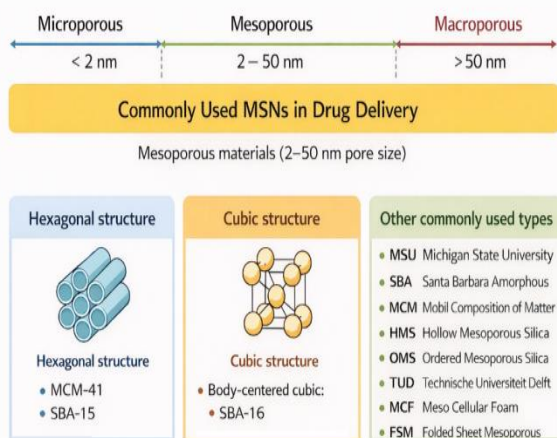 Microporous
Mesoporous
Macroporous
< 2 nm
2 – 50 nm
> 50 nm
Commonly Used MSNs in Drug Delivery
Mesoporous materials (2–50 nm pore size)
Hexagonal structure
Hexagonal structure
• MCM-41
• SBA-15
Cubic structure
Cubic structure
• Body-centered cubic:
• SBA-16
Other commonly used types
• MSU Michigan State University
• SBA Santa Barbara Amorphous
• MCM Mobil Composition of Matter
• HMS Hollow Mesoporous Silica
• OMS Ordered Mesoporous Silica
• TUD Technische Universiteit Delft
• MCF Meso Cellular Foam
• FSM Folded Sheet Mesoporous